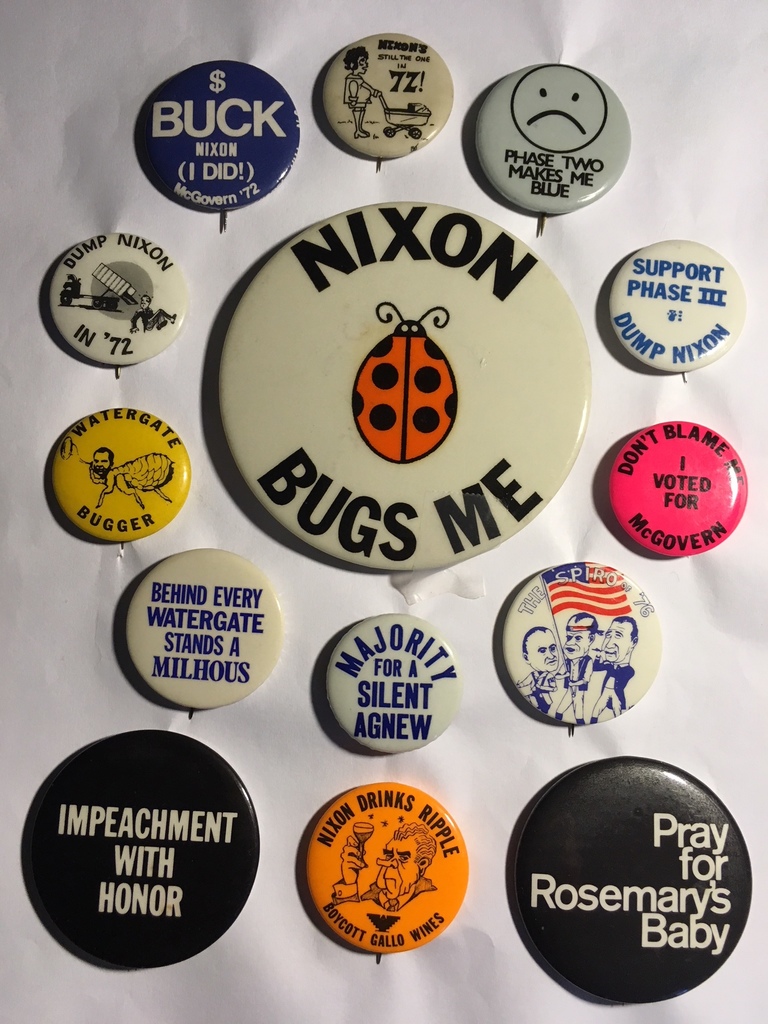 $
BUCK
NIXON
(I DID!)
McGovern '72
NIXON'S
STILL THE ONE
IN
72!
PHASE TWO
MAKES ME
BLUE
DUMP NIXON
IN '72
NIXON
BUGS ME
SUPPORT
PHASE III
DUMP NIXON
WATERGATE
BUGGER
DON'T BLAME ME
I
VOTED
FOR
McGOVERN
BEHIND EVERY
WATERGATE
STANDS A
MILHOUS
MAJORITY
FOR A
SILENT
AGNEW
THE SPIRO OF '76
IMPEACHMENT
WITH
HONOR
NIXON DRINKS RIPPLE
BOYCOTT GALLO WINES
Pray
for
Rosemary's
Baby